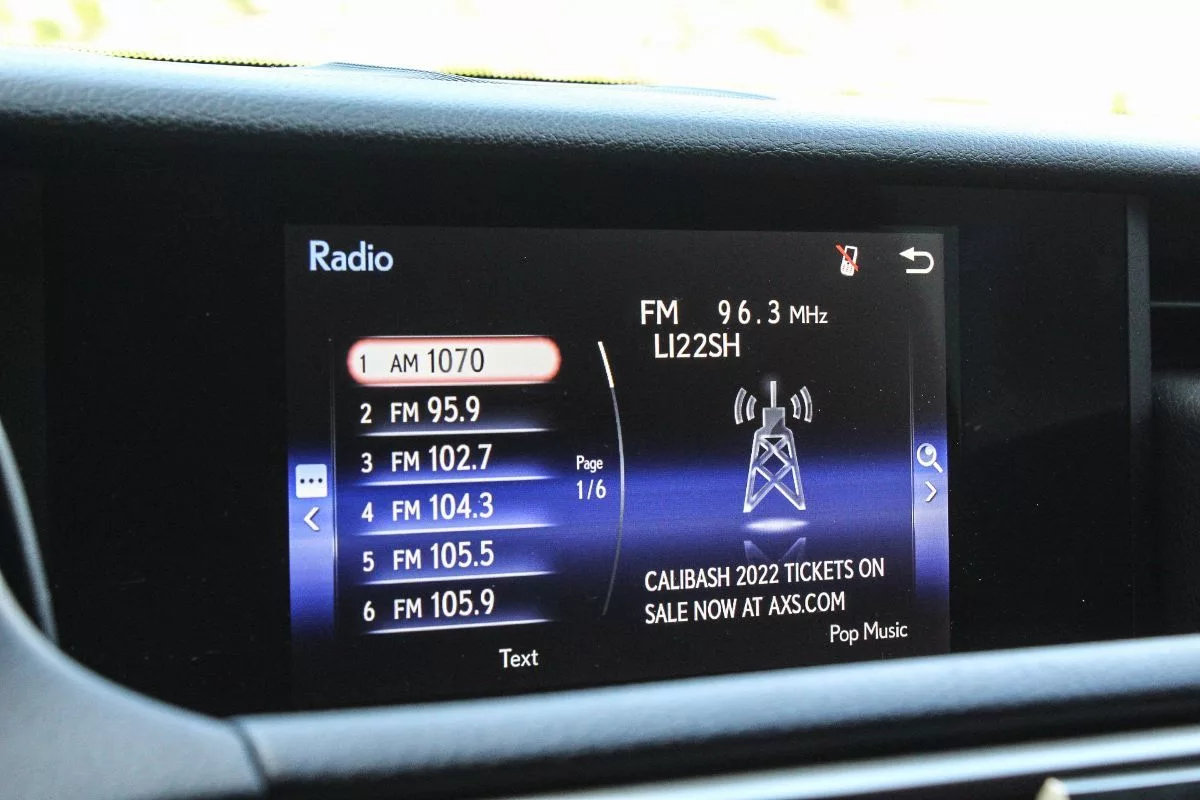 Radio
FM 96.3 MHz
LI22SH
1 AM 1070
2 FM 95.9
3 FM 102.7
4 FM 104.3
5 FM 105.5
6 FM 105.9
Page
1/6
CALIBASH 2022 TICKETS ON
SALE NOW AT AXS.COM
Pop Music
Text